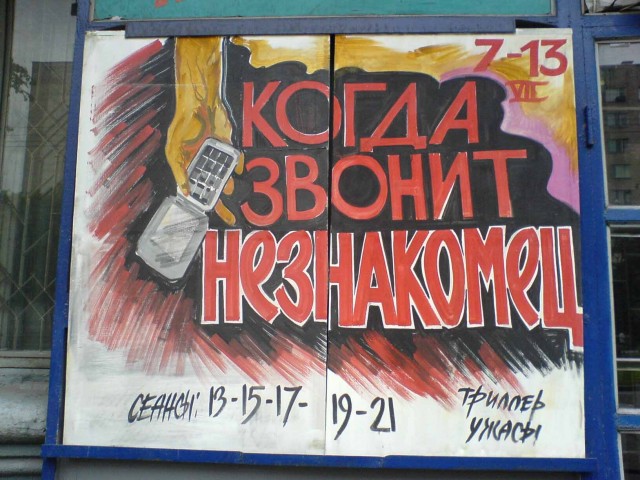 7-13
VII
КОГДА
ЗВОНИТ
НЕЗНАКОМЕЦ
СЕАНСЫ: 13-15-17-19-21
ТРИЛЛЕР
УЖАСЫ